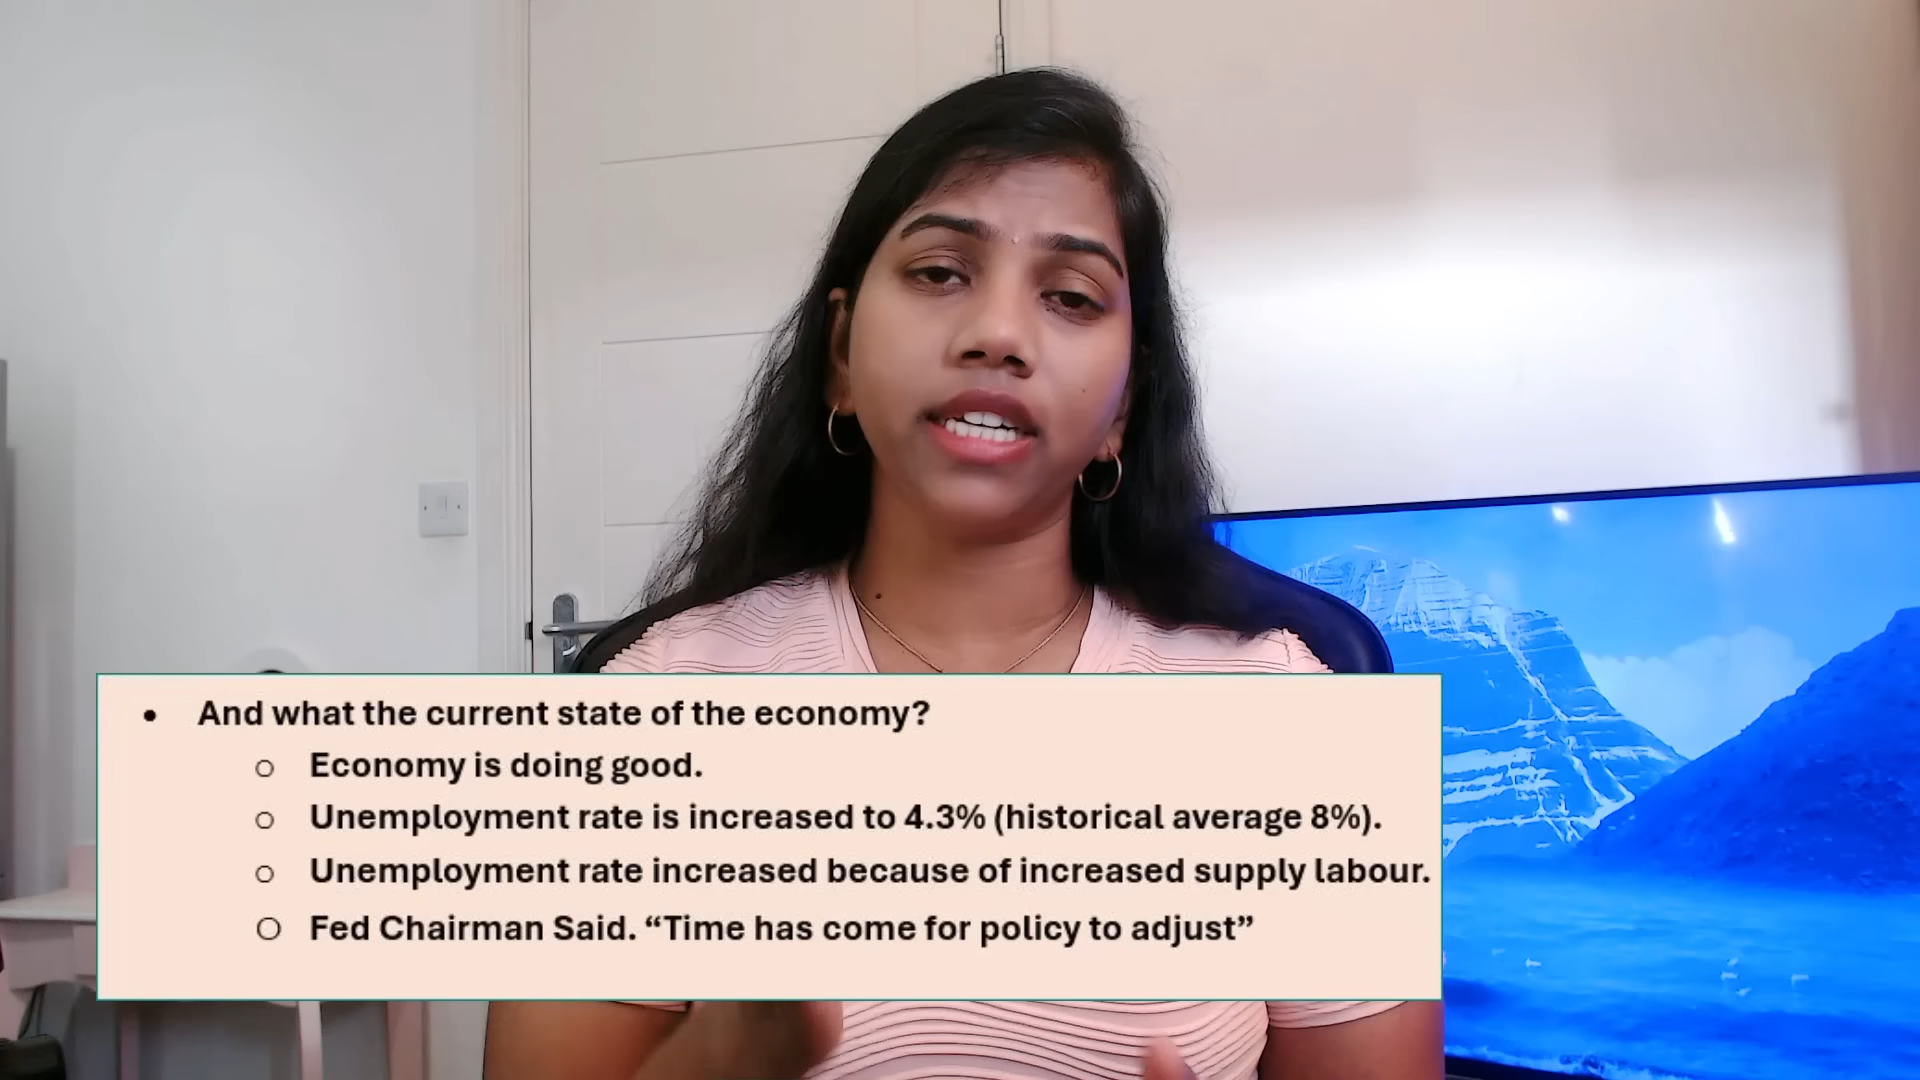 • And what the current state of the economy?
○ Economy is doing good.
○ Unemployment rate is increased to 4.3% (historical average 8%).
○ Unemployment rate increased because of increased supply labour.
○ Fed Chairman Said. “Time has come for policy to adjust”